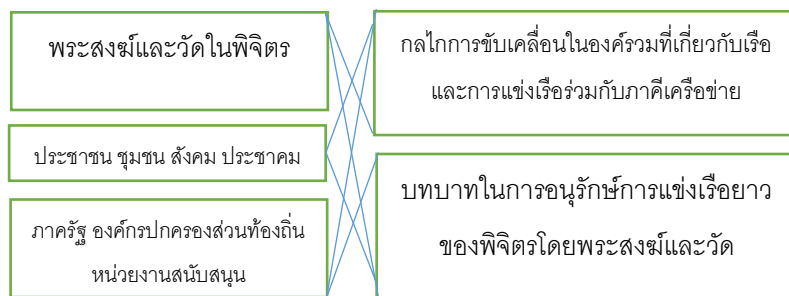 พระสงฆ์และวัดในพิจิตร
ประชาชน ชุมชน สังคม ประชาคม
ภาครัฐ องค์กรปกครองส่วนท้องถิ่น
หน่วยงานสนับสนุน
กลไกการขับเคลื่อนในองค์รวมที่เกี่ยวกับเรือ
และการแข่งเรือร่วมกับภาคีเครือข่าย
บทบาทในการอนุรักษ์การแข่งเรือยาว
ของพิจิตรโดยพระสงฆ์และวัด